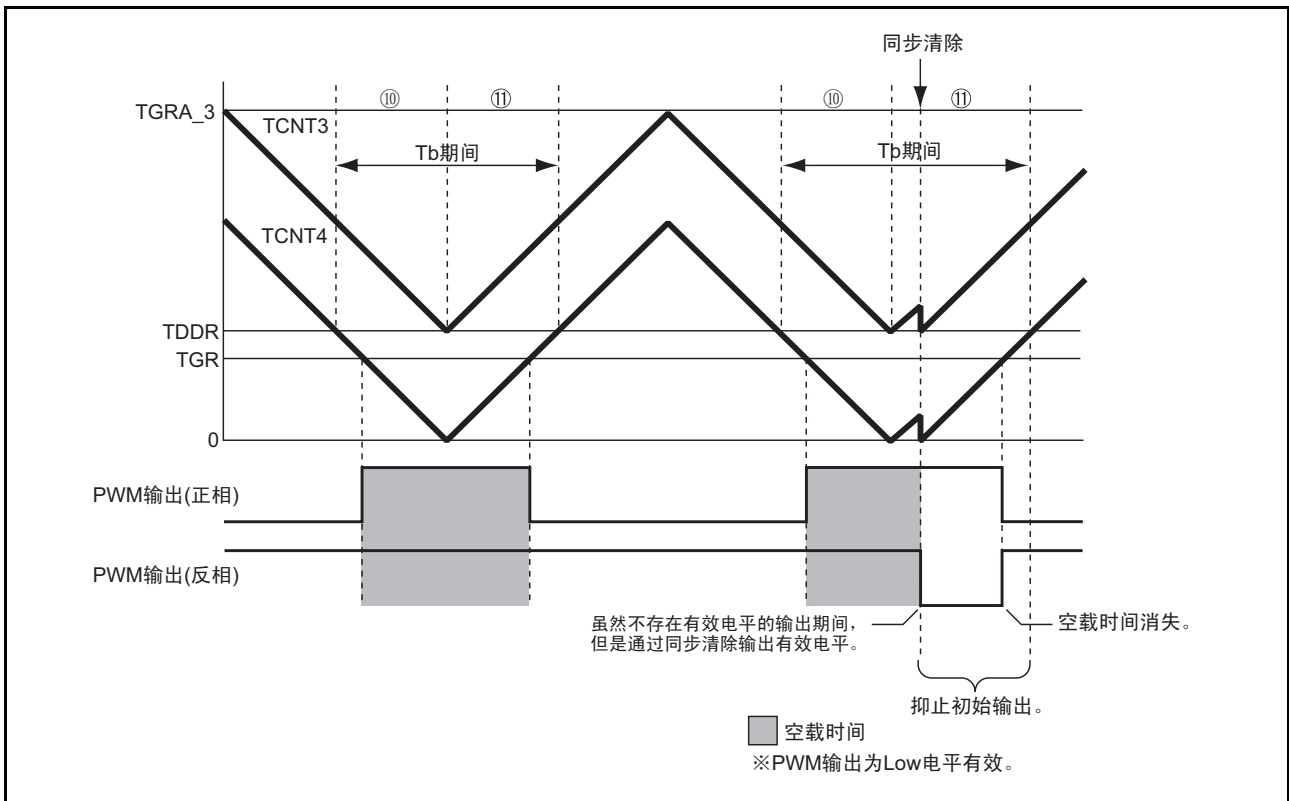 同步清除
⑩ ⑪ ⑩ ⑪
TGRA_3
TCNT3
Tb期间 Tb期间
TCNT4
TDDR
TGR
0
PWM输出(正相)
PWM输出(反相)
虽然不存在有效电平的输出期间，
但是通过同步清除输出有效电平。
空载时间消失。
抑止初始输出。
空载时间
※PWM输出为Low电平有效。